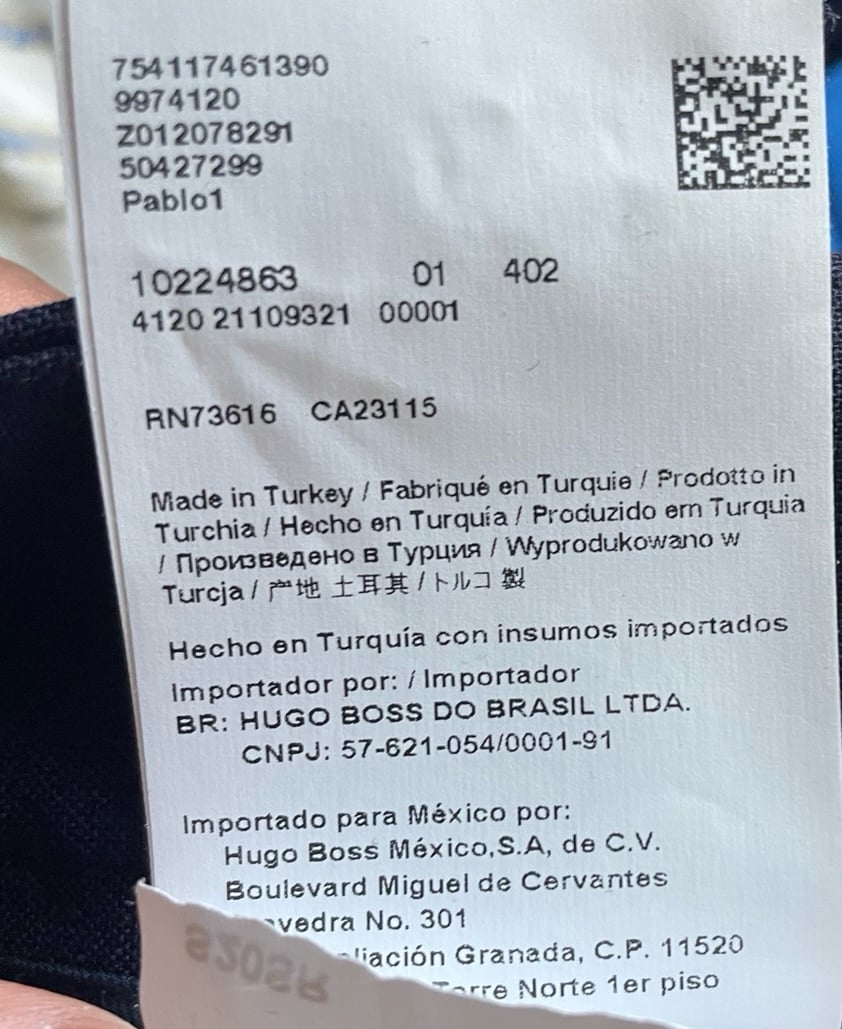 754117461390
9974120
Z012078291
50427299
Pablo1
10224863 01 402
4120 21109321 00001
RN73616 CA23115
Made in Turkey / Fabriqué en Turquie / Prodotto in
Turchia / Hecho en Turquía / Produzido em Turquia
/ Произведено в Турция / Wyprodukowano w
Turcja / 产地 土耳其 / トルコ 製
Hecho en Turquía con insumos importados
Importador por: / Importador
BR: HUGO BOSS DO BRASIL LTDA.
CNPJ: 57-621-054/0001-91
Importado para México por:
Hugo Boss México,S.A, de C.V.
Boulevard Miguel de Cervantes
No. 301
Granada, C.P. 11520
Norte 1er piso